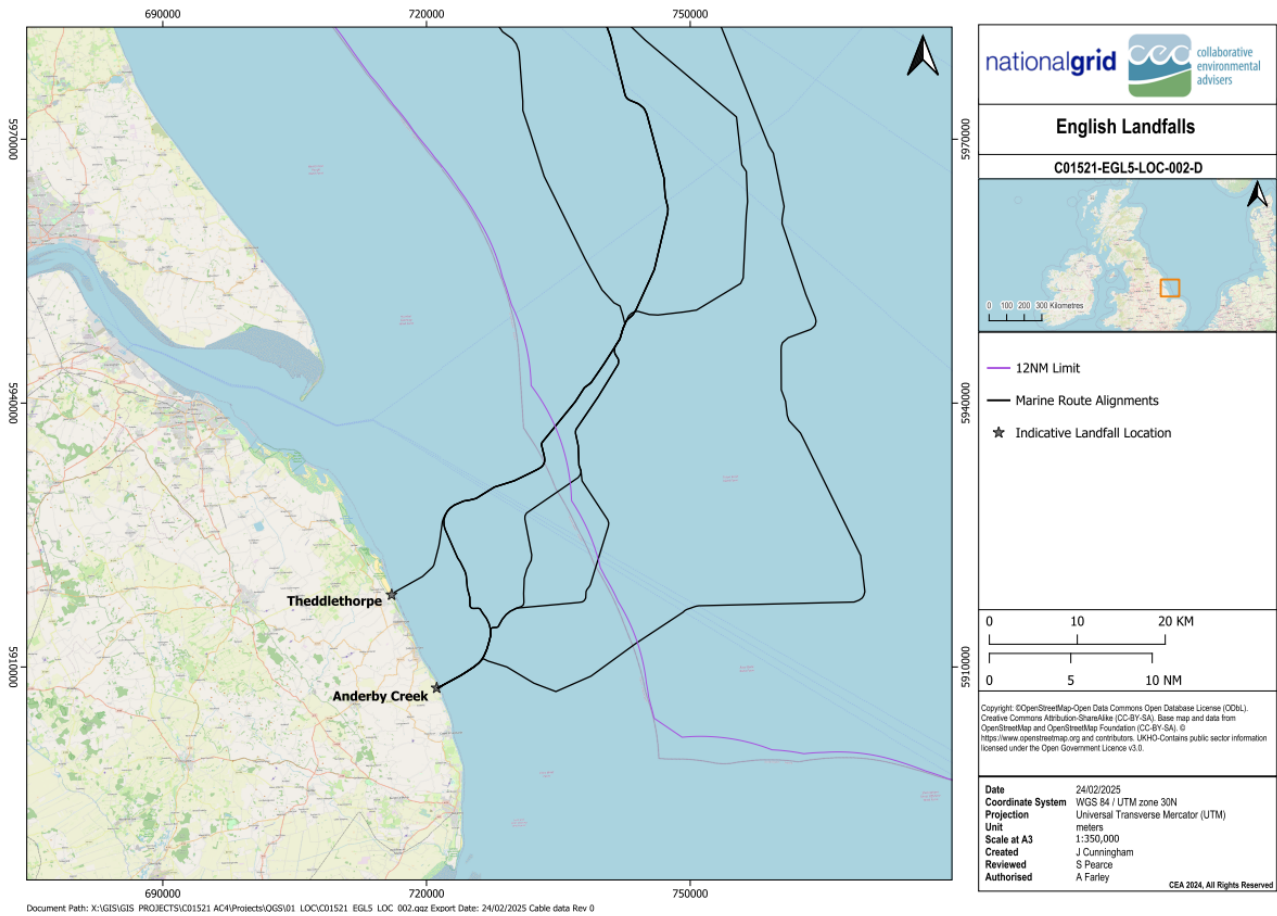 690000
720000
750000
nationalgrid
cea
collaborative
environmental
advisers
English Landfalls
C01521-EGL5-LOC-002-D
0 100 200 300 Kilometres
5970000
5970000
12NM Limit
Marine Route Alignments
Indicative Landfall Location
5940000
5940000
Theddlethorpe
Anderby Creek
5910000
5910000
0 10 20 KM
0 5 10 NM
Copyright: ©OpenStreetMap-Open Data Commons Open Database License (ODbL).
Creative Commons Attribution-ShareAlike (CC-BY-SA). Base map and data from
OpenStreetMap and OpenStreetMap Foundation (CC-BY-SA). ©
https://www.openstreetmap.org and contributors. UKHO-Contains public sector information
licensed under the Open Government Licence v3.0.
Date 24/02/2025
Coordinate System WGS 84 / UTM zone 30N
Projection Universal Transverse Mercator (UTM)
Unit meters
Scale at A3 1:350,000
Created J Cunningham
Reviewed S Pearce
Authorised A Farley
CEA 2024, All Rights Reserved
690000
720000
750000
Document Path: X:\GIS\GIS_PROJECTS\C01521 AC4\Projects\QGS\01_LOC\C01521_EGL5_LOC_002.qgz Export Date: 24/02/2025 Cable data Rev 0